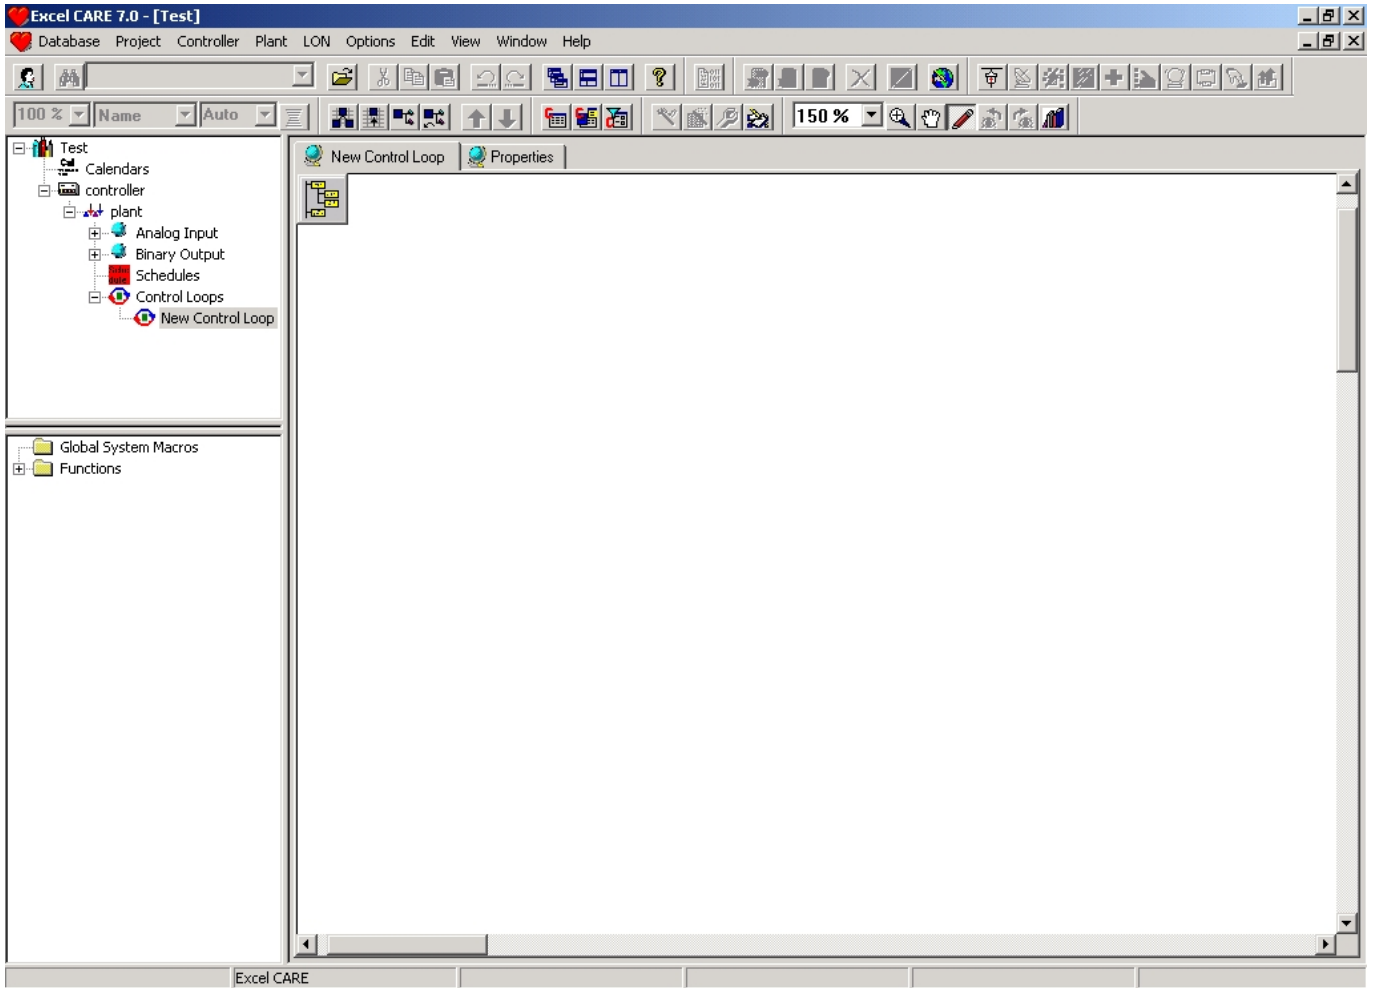 Excel CARE 7.0 - [Test]
Database Project Controller Plant LON Options Edit View Window Help
100 % Name Auto 150 %
Test
Calendars
controller
plant
Analog Input
Binary Output
Schedules
Control Loops
New Control Loop
Global System Macros
Functions
New Control Loop Properties
Excel CARE